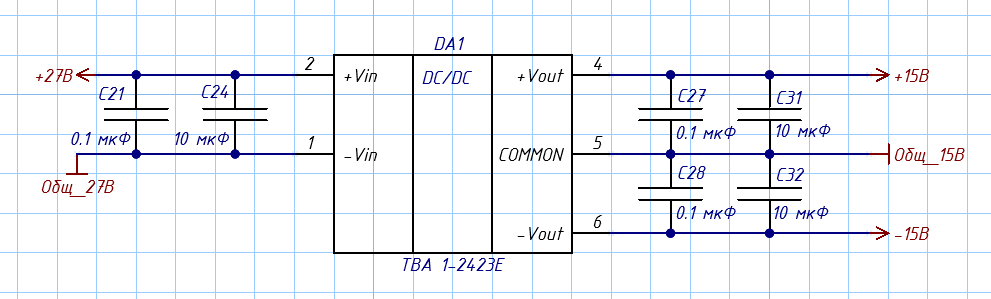 DA1
+27В
2
+Vin
DC/DC
+Vout
4
+15В
C21
C24
C27
C31
0.1 мкФ
10 мкФ
0.1 мкФ
10 мкФ
1
-Vin
COMMON
5
Общ_15В
Общ_27В
C28
C32
0.1 мкФ
10 мкФ
-Vout
6
-15В
TBA 1-2423E